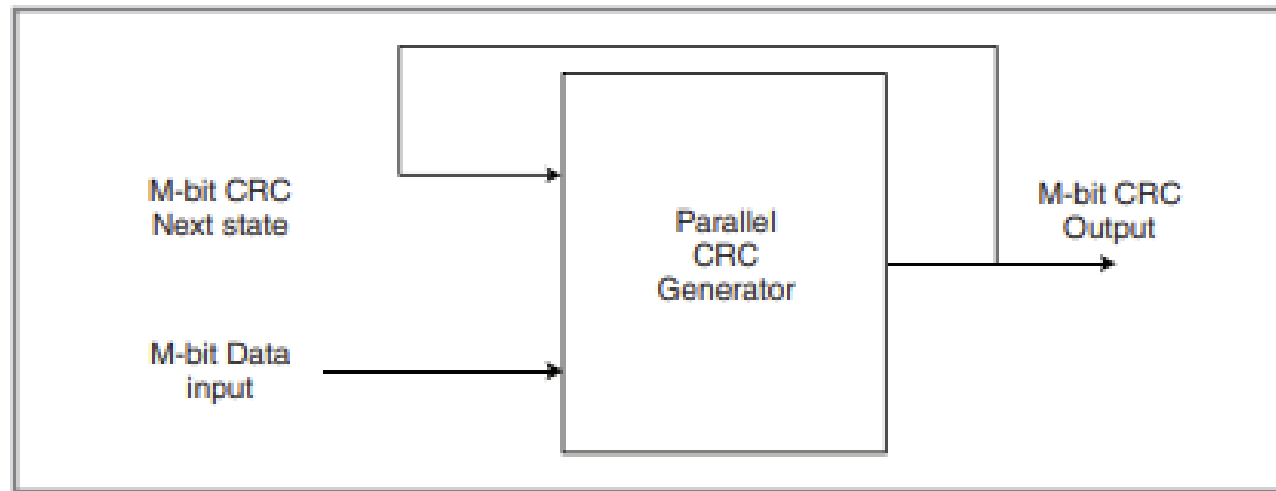 M-bit CRC
Next state
Parallel
CRC
Generator
M-bit CRC
Output
M-bit Data
input